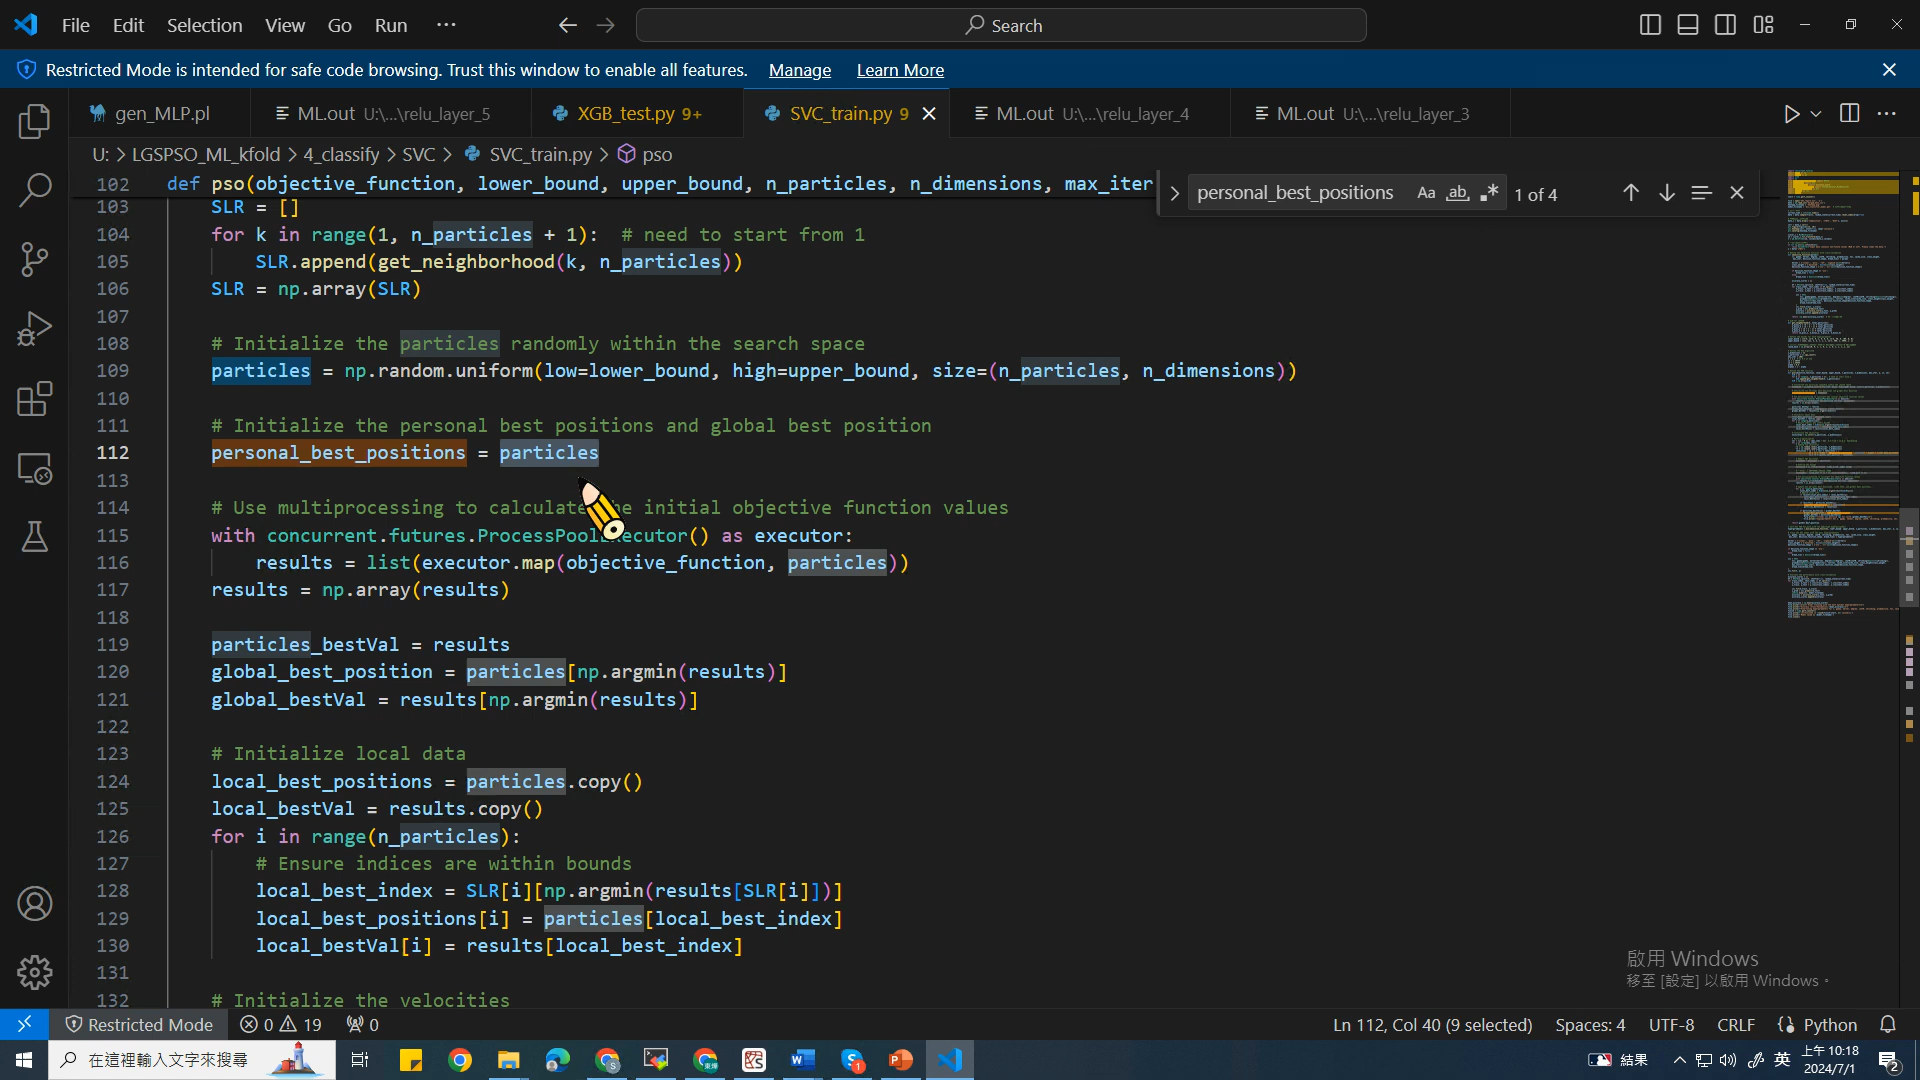 File Edit Selection View Go Run ··· Search
Restricted Mode is intended for safe code browsing. Trust this window to enable all features. Manage Learn More
gen_MLP.pl ML.out U:\...\relu_layer_5 XGB_test.py 9+ SVC_train.py 9 ML.out U:\...\relu_layer_4 ML.out U:\...\relu_layer_3
U: > LGSPSO_ML_kfold > 4_classify > SVC > SVC_train.py > pso
personal_best_positions Aa ab 1 of 4
102 def pso(objective_function, lower_bound, upper_bound, n_particles, n_dimensions, max_iter
103 SLR = []
104 for k in range(1, n_particles + 1):  # need to start from 1
105 SLR.append(get_neighborhood(k, n_particles))
106 SLR = np.array(SLR)
107
108 # Initialize the particles randomly within the search space
109 particles = np.random.uniform(low=lower_bound, high=upper_bound, size=(n_particles, n_dimensions))
110
111 # Initialize the personal best positions and global best position
112 personal_best_positions = particles
113
114 # Use multiprocessing to calculate initial objective function values
115 with concurrent.futures. as executor:
116 results = list(executor.map(objective_function, particles))
117 results = np.array(results)
118
119 particles_bestVal = results
120 global_best_position = particles[np.argmin(results)]
121 global_bestVal = results[np.argmin(results)]
122
123 # Initialize local data
124 local_best_positions = particles.copy()
125 local_bestVal = results.copy()
126 for i in range(n_particles):
127 # Ensure indices are within bounds
128 local_best_index = SLR[i][np.argmin(results[SLR[i]])]
129 local_best_positions[i] = particles[local_best_index]
130 local_bestVal[i] = results[local_best_index]
131
132 # Initialize the velocities
啟用 Windows
移至 [設定] 以啟用 Windows。
Restricted Mode 0 19 0 Ln 112, Col 40 (9 selected) Spaces: 4 UTF-8 CRLF Python
在這裡輸入文字來搜尋 結果 英 上午 10:18
2024/7/1 2